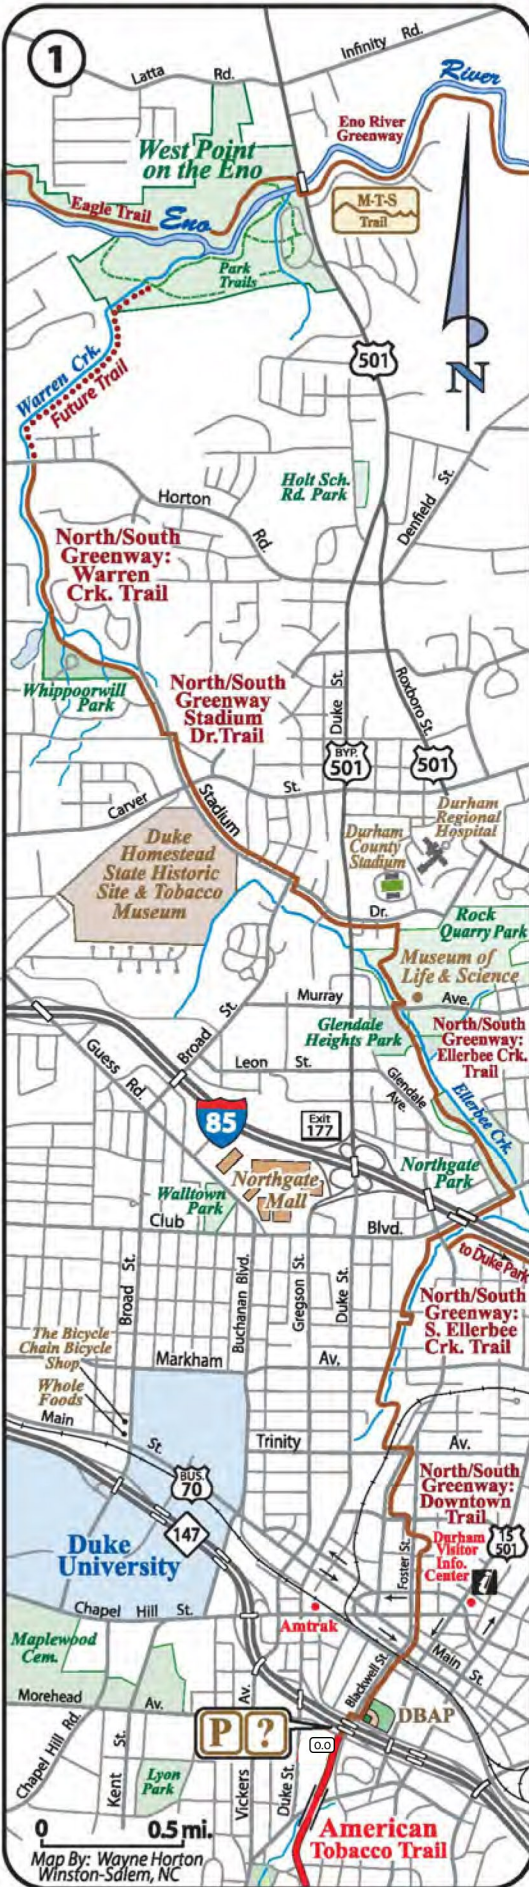 1
Latta Rd.
Infinity Rd.
River
Eno River
Greenway
West Point
on the Eno
M-T-S
Trail
Eagle Trail
Eno
Park
Trails
501
N
Warren Crk.
Future Trail
Holt Sch.
Rd. Park
Denfield St.
Horton Rd.
North/South
Greenway:
Warren
Crk. Trail
Whippoorwill
Park
North/South
Greenway
Stadium
Dr.Trail
Duke St.
Roxboro St.
BYP.
501
501
Carver St.
Stadium Dr.
Durham
Regional
Hospital
Durham
County
Stadium
Duke
Homestead
State Historic
Site & Tobacco
Museum
Rock
Quarry Park
Museum of
Life & Science
Murray Ave.
Broad St.
Glendale
Heights Park
North/South
Greenway:
Ellerbee Crk.
Trail
Guess Rd.
Leon St.
Glendale
Ave.
Ellerbee Crk.
85
Exit
177
Northgate
Park
Northgate
Mall
Walltown
Park
Club Blvd.
to Duke Park
Broad St.
Buchanan Blvd.
Gregson St.
Duke St.
North/South
Greenway:
S. Ellerbee
Crk. Trail
The Bicycle
Chain Bicycle
Shop
Whole
Foods
Markham Av.
Main St.
Trinity Av.
BUS.
70
North/South
Greenway:
Downtown
Trail
147
Duke
University
Foster St.
Durham
Visitor
Info.
Center
i
15
501
Chapel Hill St.
Amtrak
Main St.
Maplewood
Cem.
Blackwell St.
Morehead Av.
DBAP
P ?
0.0
Chapel Hill Rd.
Kent St.
Lyon
Park
Vickers Av.
Duke St.
American
Tobacco Trail
0 0.5 mi.
Map By: Wayne Horton
Winston-Salem, NC